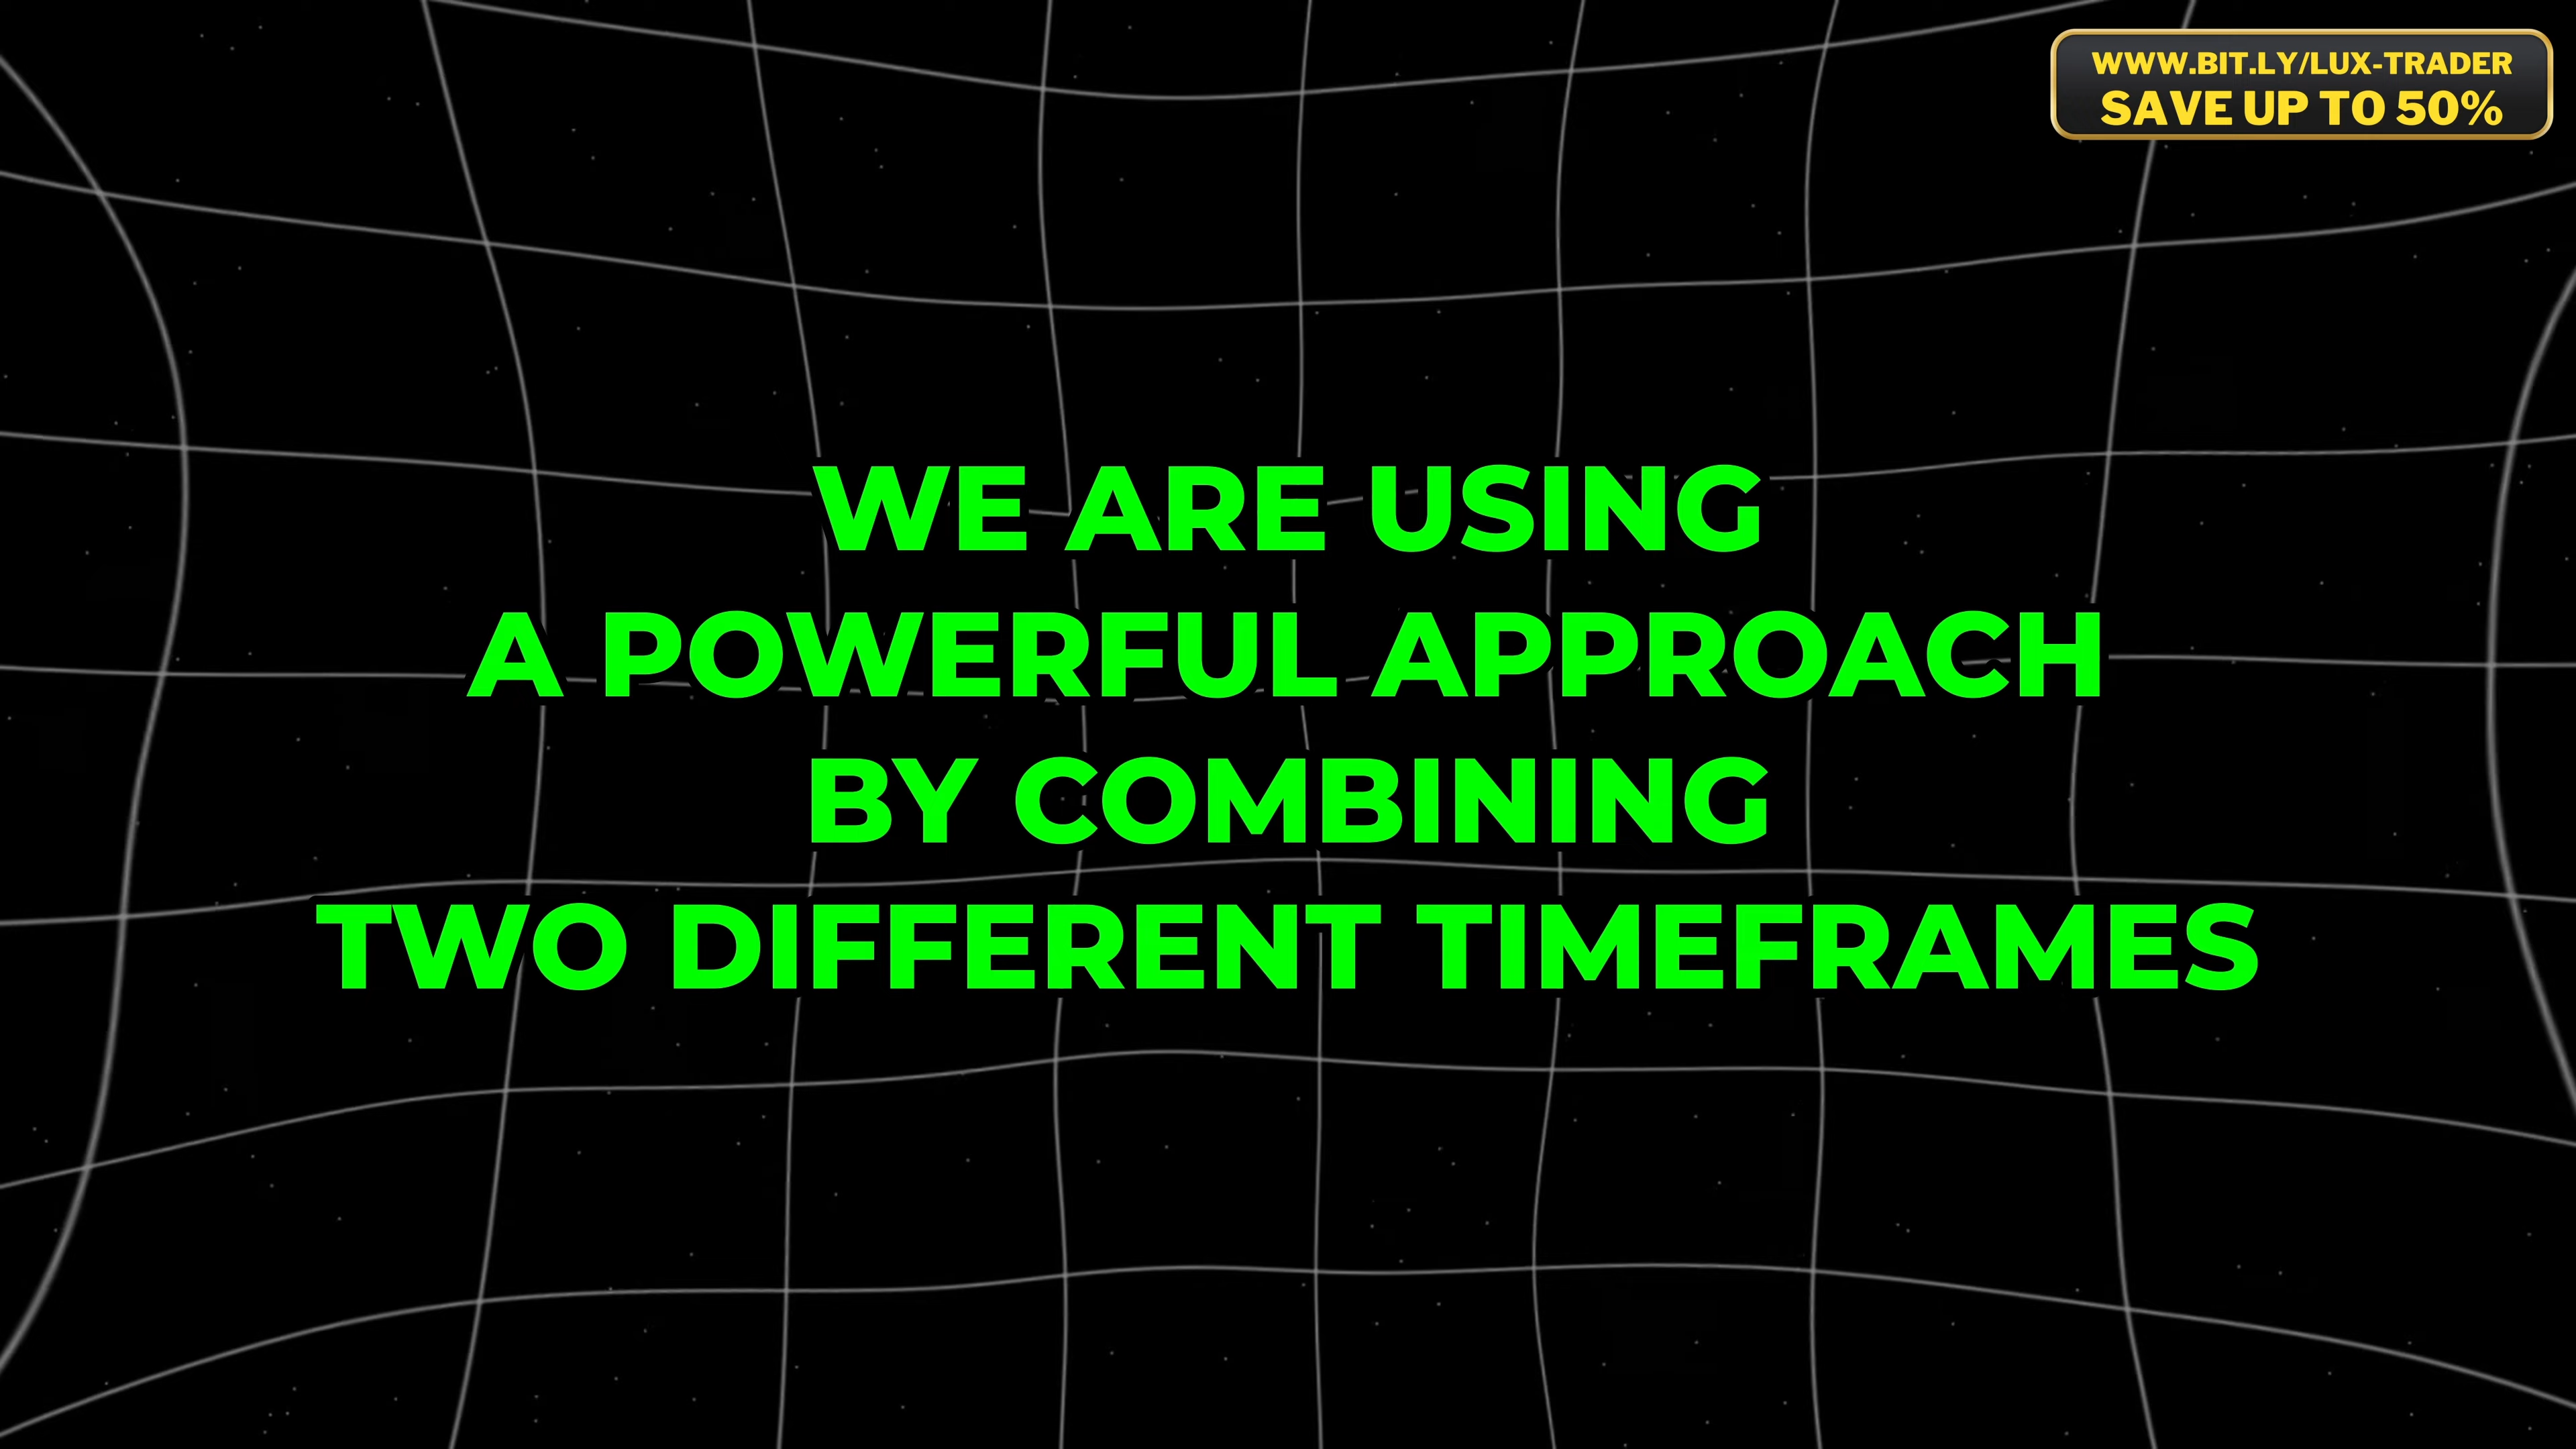 WWW.BIT.LY/LUX-TRADER
SAVE UP TO 50%
WE ARE USING
A POWERFUL APPROACH
BY COMBINING
TWO DIFFERENT TIMEFRAMES